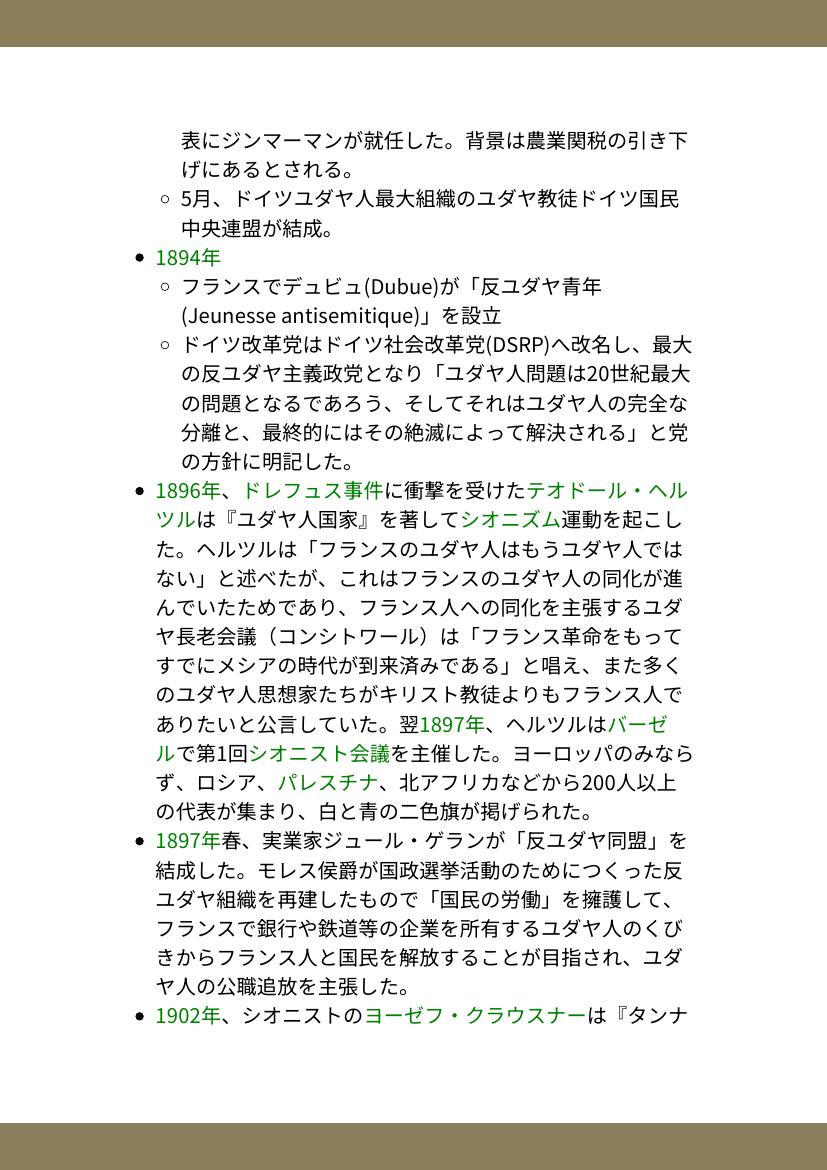 表にジンマーマンが就任した。背景は農業関税の引き下
げにあるとされる。
○ 5月、ドイツユダヤ人最大組織のユダヤ教徒ドイツ国民
中央連盟が結成。
● 1894年
○ フランスでデュビュ(Dubue)が「反ユダヤ青年
(Jeunesse antisemitique)」を設立
○ ドイツ改革党はドイツ社会改革党(DSRP)へ改名し、最大
の反ユダヤ主義政党となり「ユダヤ人問題は20世紀最大
の問題となるであろう、そしてそれはユダヤ人の完全な
分離と、最終的にはその絶滅によって解決される」と党
の方針に明記した。
● 1896年、ドレフュス事件に衝撃を受けたテオドール・ヘル
ツルは『ユダヤ人国家』を著してシオニズム運動を起こし
た。ヘルツルは「フランスのユダヤ人はもうユダヤ人では
ない」と述べたが、これはフランスのユダヤ人の同化が進
んでいたためであり、フランス人への同化を主張するユダ
ヤ長老会議（コンシトワール）は「フランス革命をもって
すでにメシアの時代が到来済みである」と唱え、また多く
のユダヤ人思想家たちがキリスト教徒よりもフランス人で
ありたいと公言していた。翌1897年、ヘルツルはバーゼ
ルで第1回シオニスト会議を主催した。ヨーロッパのみなら
ず、ロシア、パレスチナ、北アフリカなどから200人以上
の代表が集まり、白と青の二色旗が掲げられた。
● 1897年春、実業家ジュール・ゲランが「反ユダヤ同盟」を
結成した。モレス侯爵が国政選挙活動のためにつくった反
ユダヤ組織を再建したもので「国民の労働」を擁護して、
フランスで銀行や鉄道等の企業を所有するユダヤ人のくび
きからフランス人と国民を解放することが目指され、ユダ
ヤ人の公職追放を主張した。
● 1902年、シオニストのヨーゼフ・クラウスナーは『タンナ